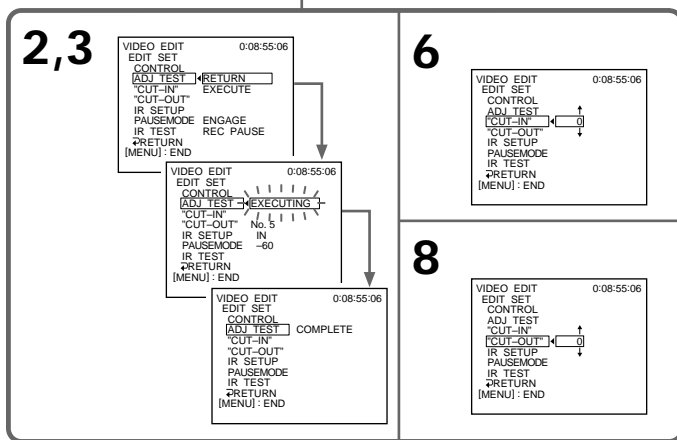 2,3
VIDEO EDIT 0:08:55:06
EDIT SET
CONTROL
ADJ TEST RETURN
"CUT–IN" EXECUTE
"CUT–OUT"
IR SETUP
PAUSEMODE ENGAGE
IR TEST REC PAUSE
RETURN
[MENU] : END
VIDEO EDIT 0:08:55:06
EDIT SET
CONTROL
ADJ TEST EXECUTING
"CUT–IN"
"CUT–OUT" No. 5
IR SETUP IN
PAUSEMODE –60
IR TEST
RETURN
[MENU] : END
VIDEO EDIT 0:08:55:06
EDIT SET
CONTROL
ADJ TEST COMPLETE
"CUT–IN"
"CUT–OUT"
IR SETUP
PAUSEMODE
IR TEST
RETURN
[MENU] : END
6
VIDEO EDIT 0:08:55:06
EDIT SET
CONTROL
ADJ TEST
"CUT–IN" 0
"CUT–OUT"
IR SETUP
PAUSEMODE
IR TEST
RETURN
[MENU] : END
8
VIDEO EDIT 0:08:55:06
EDIT SET
CONTROL
ADJ TEST
"CUT–IN"
"CUT–OUT" 0
IR SETUP
PAUSEMODE
IR TEST
RETURN
[MENU] : END